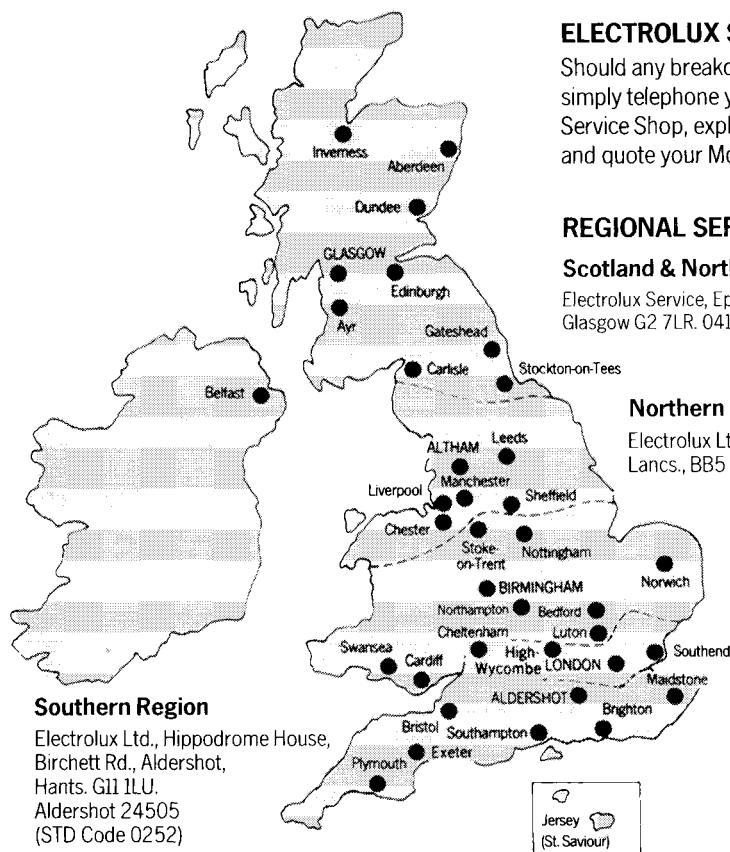 ELECTROLUX S
Should any breakd
simply telephone y
Service Shop, expl
and quote your Mo
REGIONAL SER
Scotland & North
Electrolux Service, Ep
Glasgow G2 7LR. 041
Northern
Electrolux Lt
Lancs., BB5
Inverness
Aberdeen
Dundee
GLASGOW
Edinburgh
Ayr
Gateshead
Carlisle
Stockton-on-Tees
Belfast
ALTHAM
Leeds
Manchester
Liverpool
Sheffield
Chester
Stoke-
on-Trent
Nottingham
Norwich
BIRMINGHAM
Northampton
Bedford
Cheltenham
Luton
Swansea
Cardiff
High-
Wycombe
LONDON
Southend
Maidstone
ALDERSHOT
Brighton
Bristol
Southampton
Exeter
Plymouth
Southern Region
Electrolux Ltd., Hippodrome House,
Birchett Rd., Aldershot,
Hants. G11 1LU.
Aldershot 24505
(STD Code 0252)
Jersey
(St. Saviour)